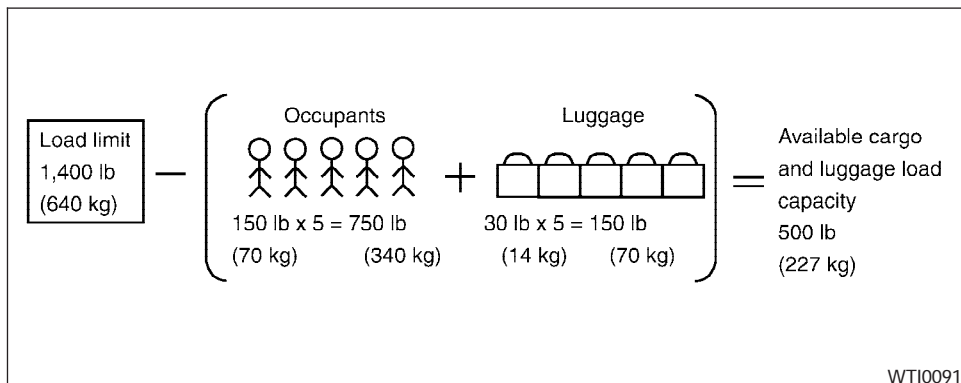 Load limit
1,400 lb
(640 kg)
−
Occupants
150 lb x 5 = 750 lb
(70 kg) (340 kg)
+
Luggage
30 lb x 5 = 150 lb
(14 kg) (70 kg)
=
Available cargo
and luggage load
capacity
500 lb
(227 kg)
WTI0091